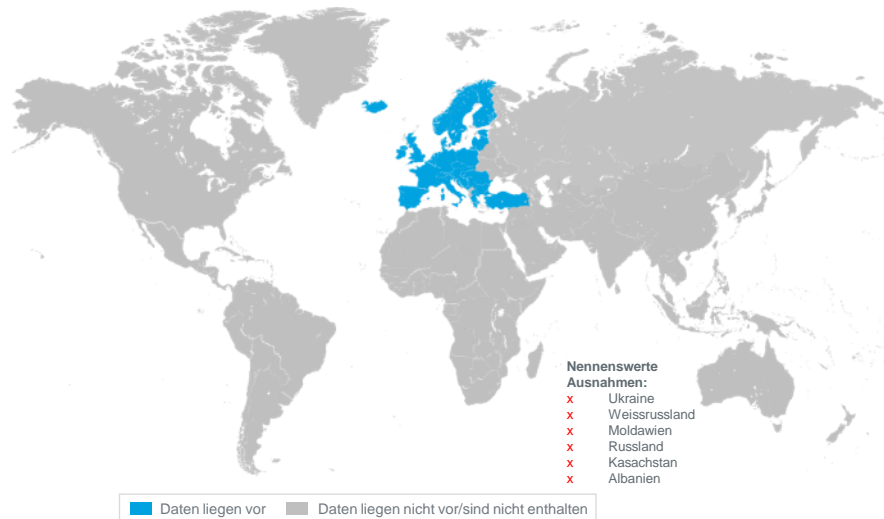 Nennenswerte
Ausnahmen:
x Ukraine
x Weissrussland
x Moldawien
x Russland
x Kasachstan
x Albanien
Daten liegen vor Daten liegen nicht vor/sind nicht enthalten